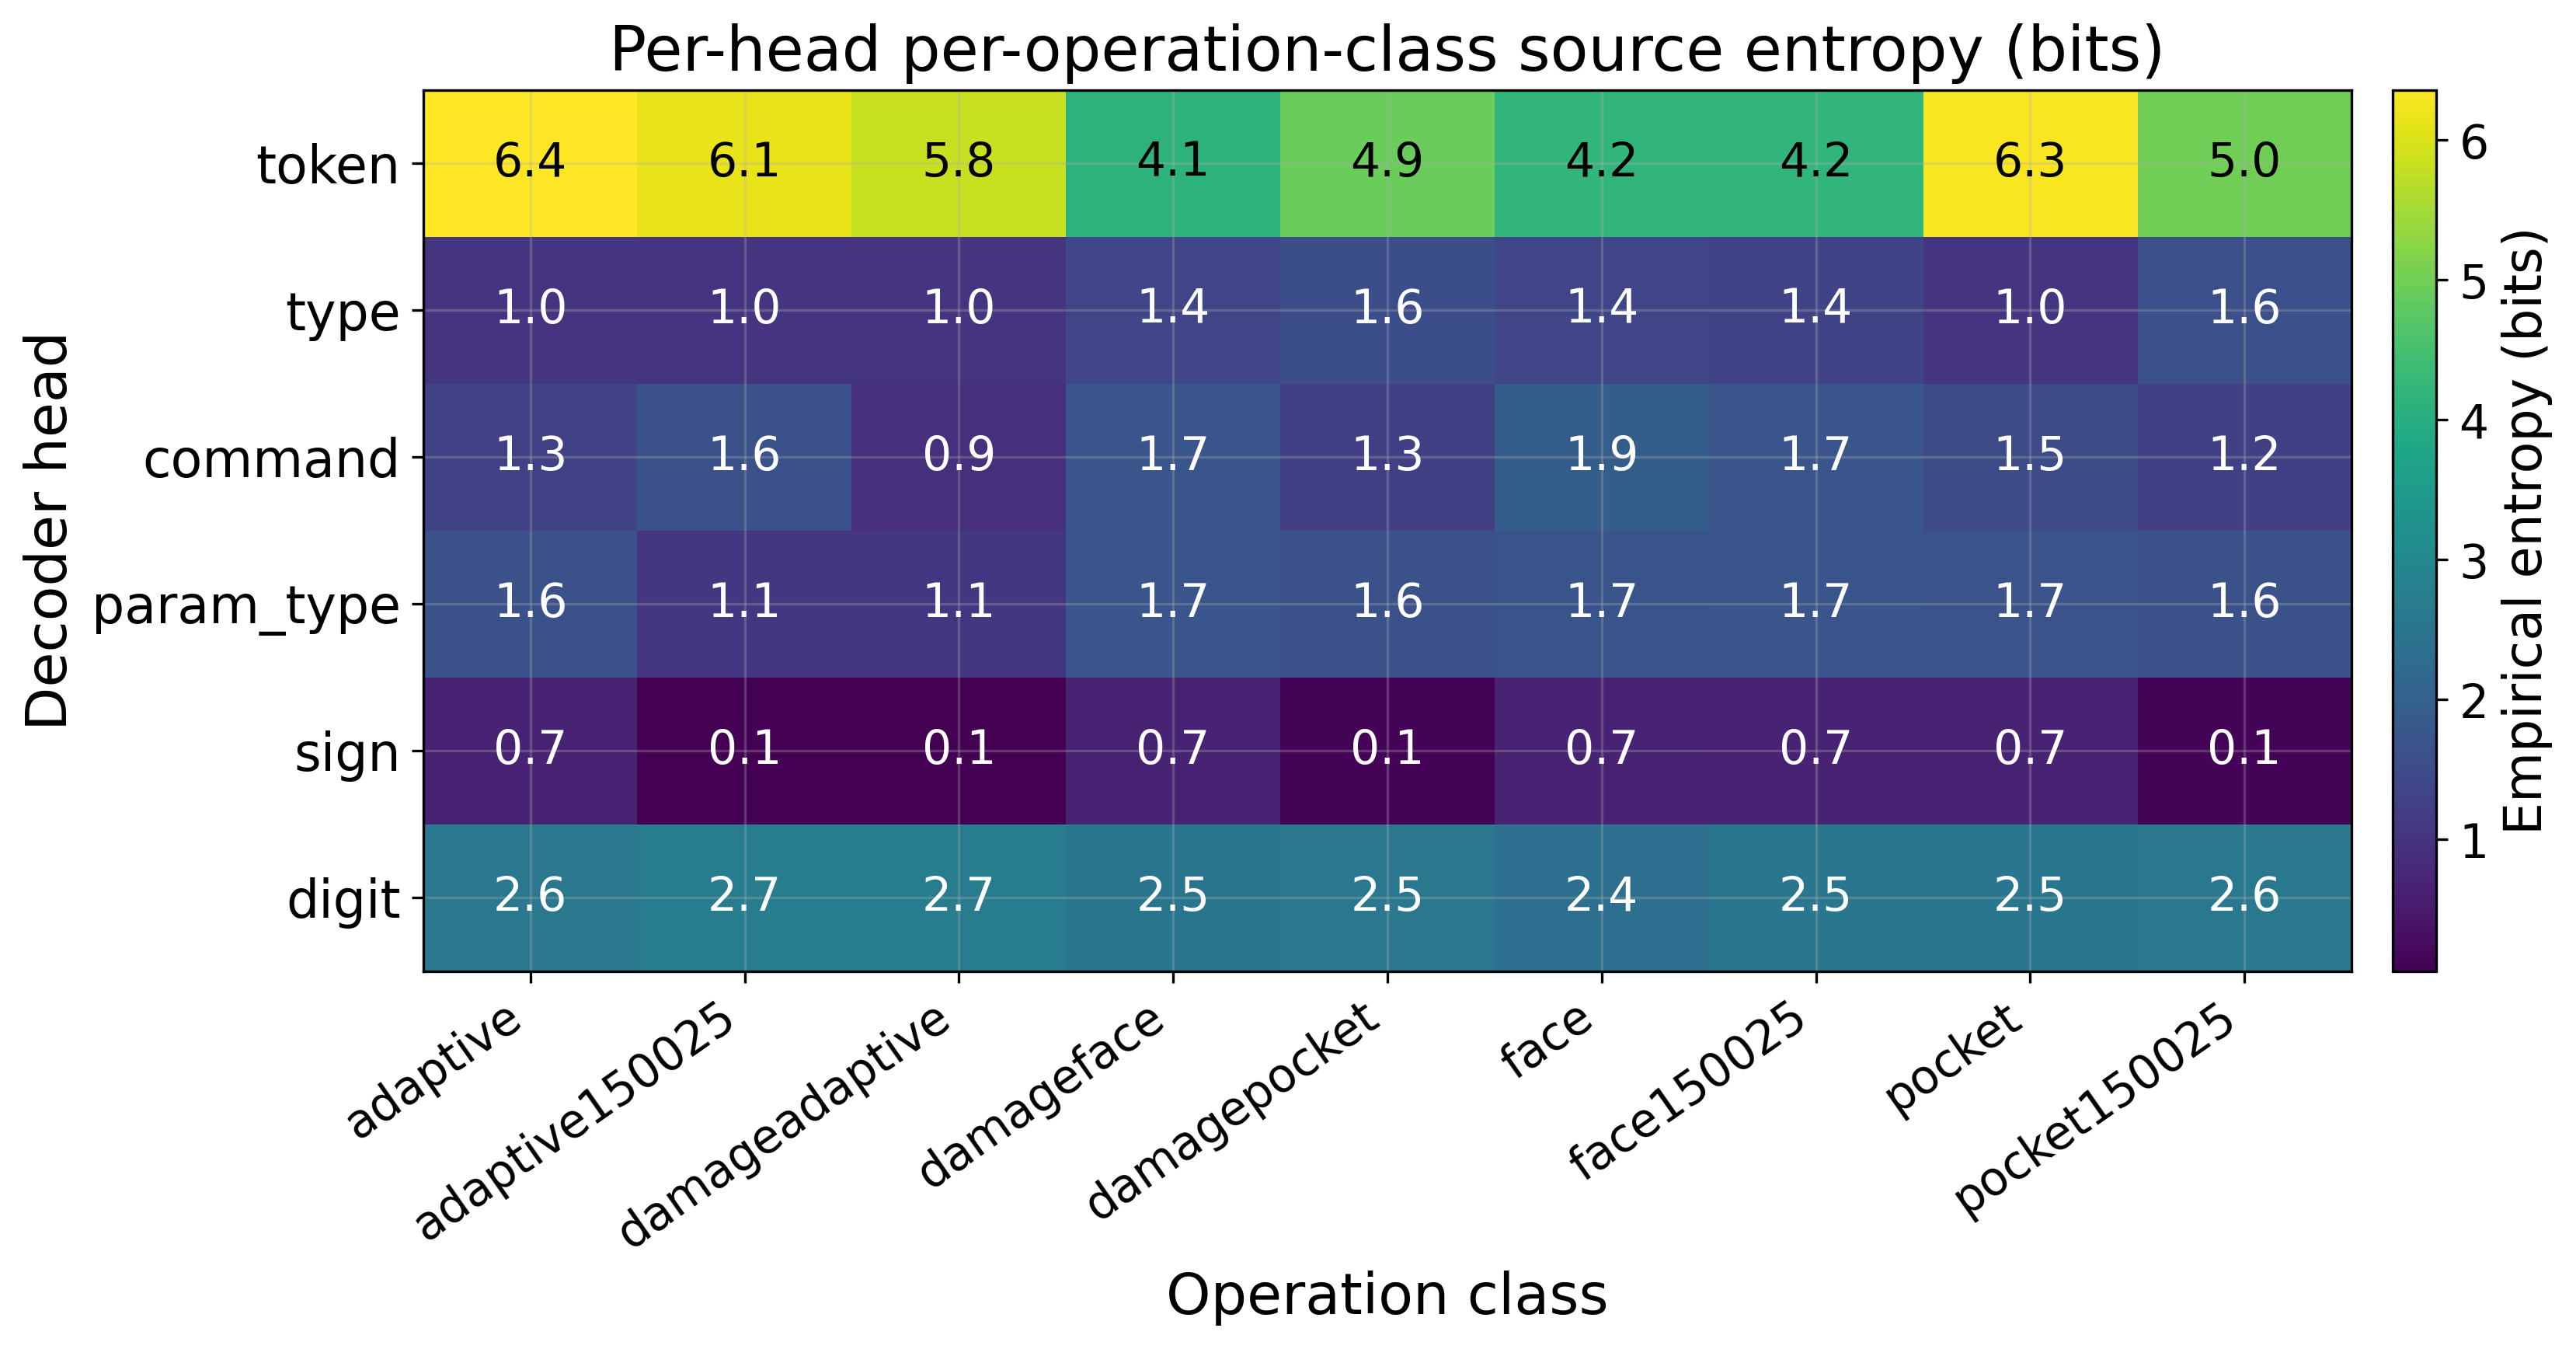 Per-head per-operation-class source entropy (bits)
Decoder head
token 6.4 6.1 5.8 4.1 4.9 4.2 4.2 6.3 5.0
type 1.0 1.0 1.0 1.4 1.6 1.4 1.4 1.0 1.6
command 1.3 1.6 0.9 1.7 1.3 1.9 1.7 1.5 1.2
param_type 1.6 1.1 1.1 1.7 1.6 1.7 1.7 1.7 1.6
sign 0.7 0.1 0.1 0.7 0.1 0.7 0.7 0.7 0.1
digit 2.6 2.7 2.7 2.5 2.5 2.4 2.5 2.5 2.6
adaptive
adaptive150025
damageadaptive
damageface
damagepocket
face
face150025
pocket
pocket150025
Operation class
6
5
4
3
2
1
Empirical entropy (bits)